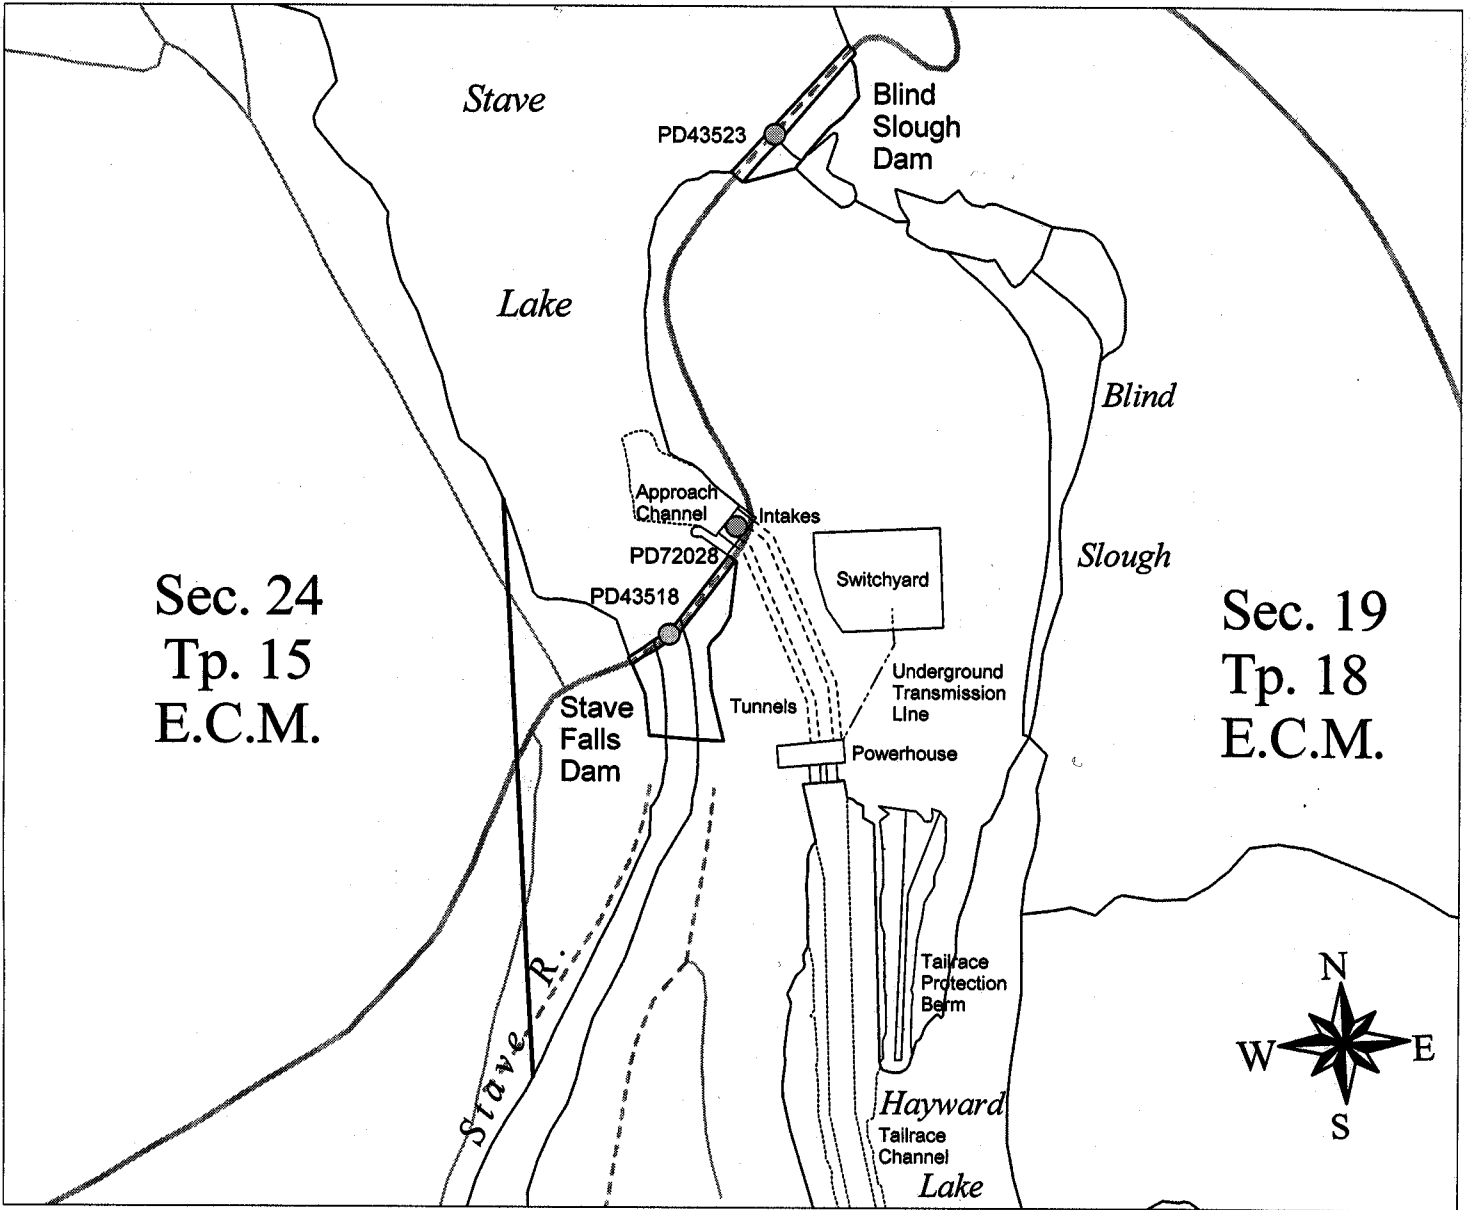 Stave
PD43523
Blind
Slough
Dam
Lake
Blind
Approach
Channel
Intakes
PD72028
Slough
Switchyard
PD43518
Sec. 24
Tp. 15
E.C.M.
Sec. 19
Tp. 18
E.C.M.
Underground
Transmission
Line
Tunnels
Stave
Falls
Dam
Powerhouse
Stave R.
Tailrace
Protection
Berm
N
W
E
S
Hayward
Tailrace
Channel
Lake